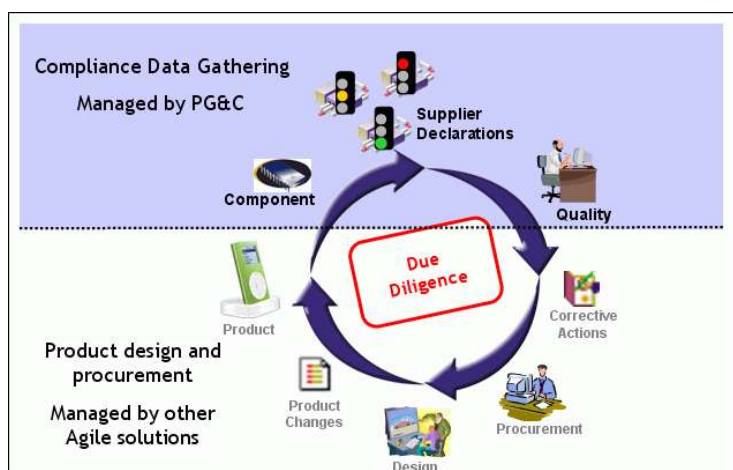 Compliance Data Gathering
Managed by PG&C
Supplier
Declarations
Component
Quality
Due
Diligence
Product
Corrective
Actions
Product design and
procurement
Managed by other
Agile solutions
Product
Changes
Procurement
Design